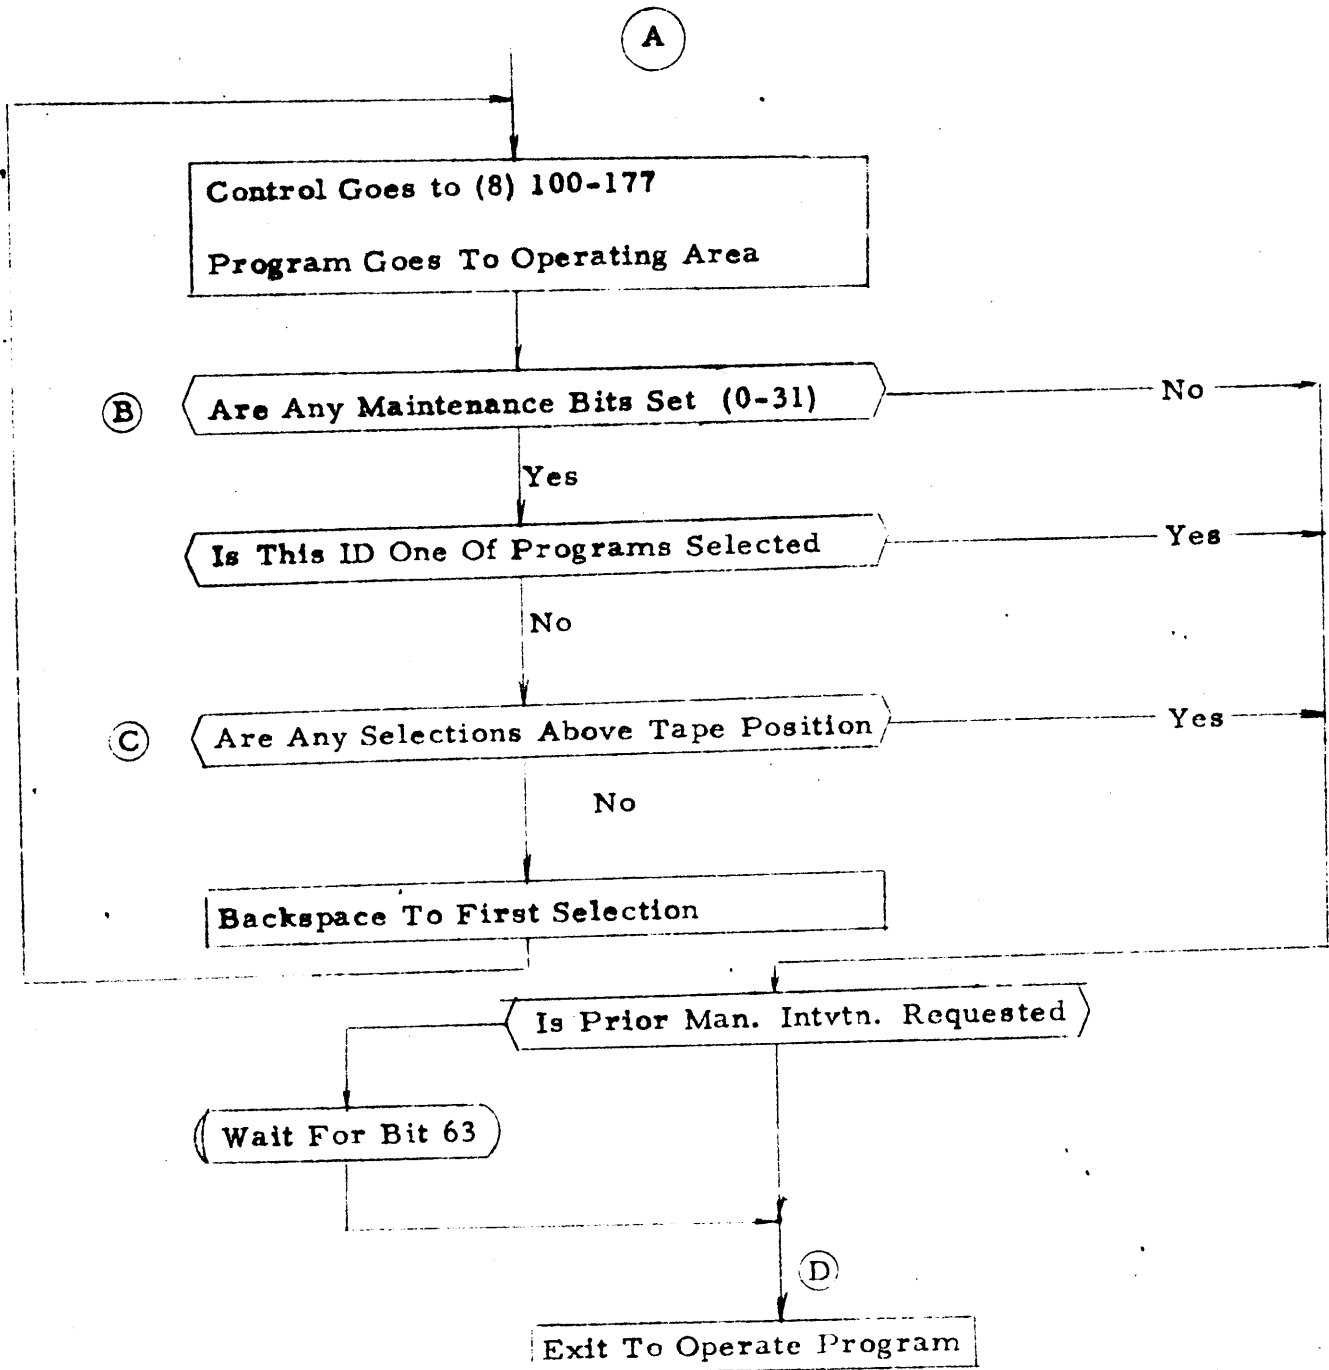 A
Control Goes to (8) 100-177
Program Goes To Operating Area
B
Are Any Maintenance Bits Set (0-31)
No
Yes
Is This ID One Of Programs Selected
Yes
No
C
Are Any Selections Above Tape Position
Yes
No
Backspace To First Selection
Is Prior Man. Intvtn. Requested
Wait For Bit 63
D
Exit To Operate Program